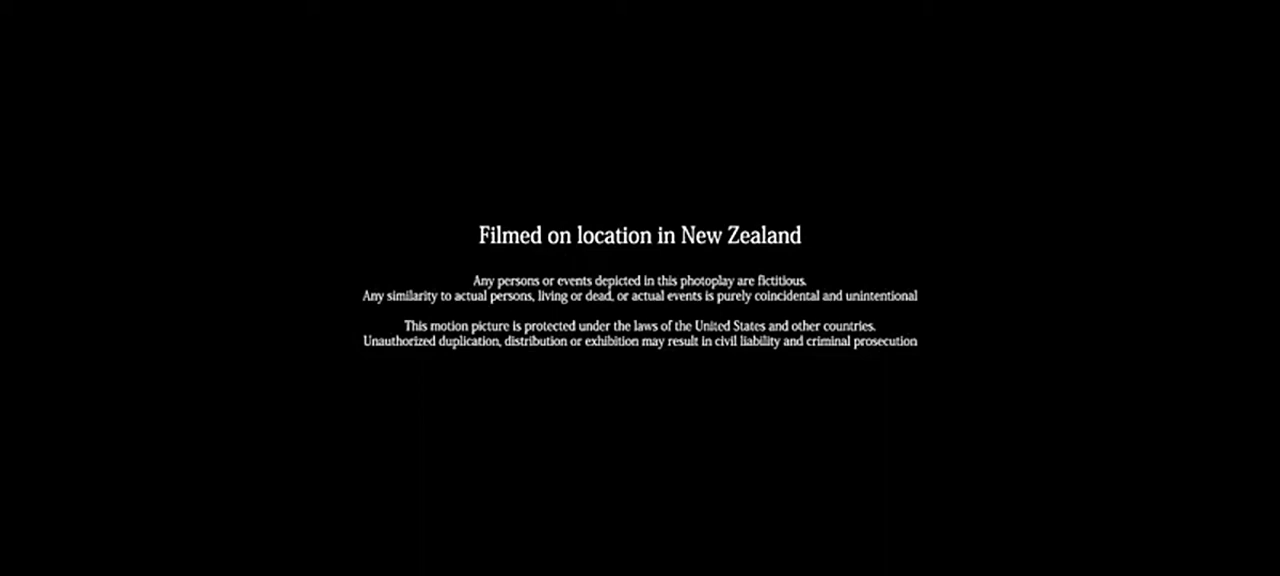 Filmed on location in New Zealand
Any persons or events depicted in this photoplay are fictitious.
Any similarity to actual persons, living or dead, or actual events is purely coincidental and unintentional
This motion picture is protected under the laws of the United States and other countries.
Unauthorized duplication, distribution or exhibition may result in civil liability and criminal prosecution